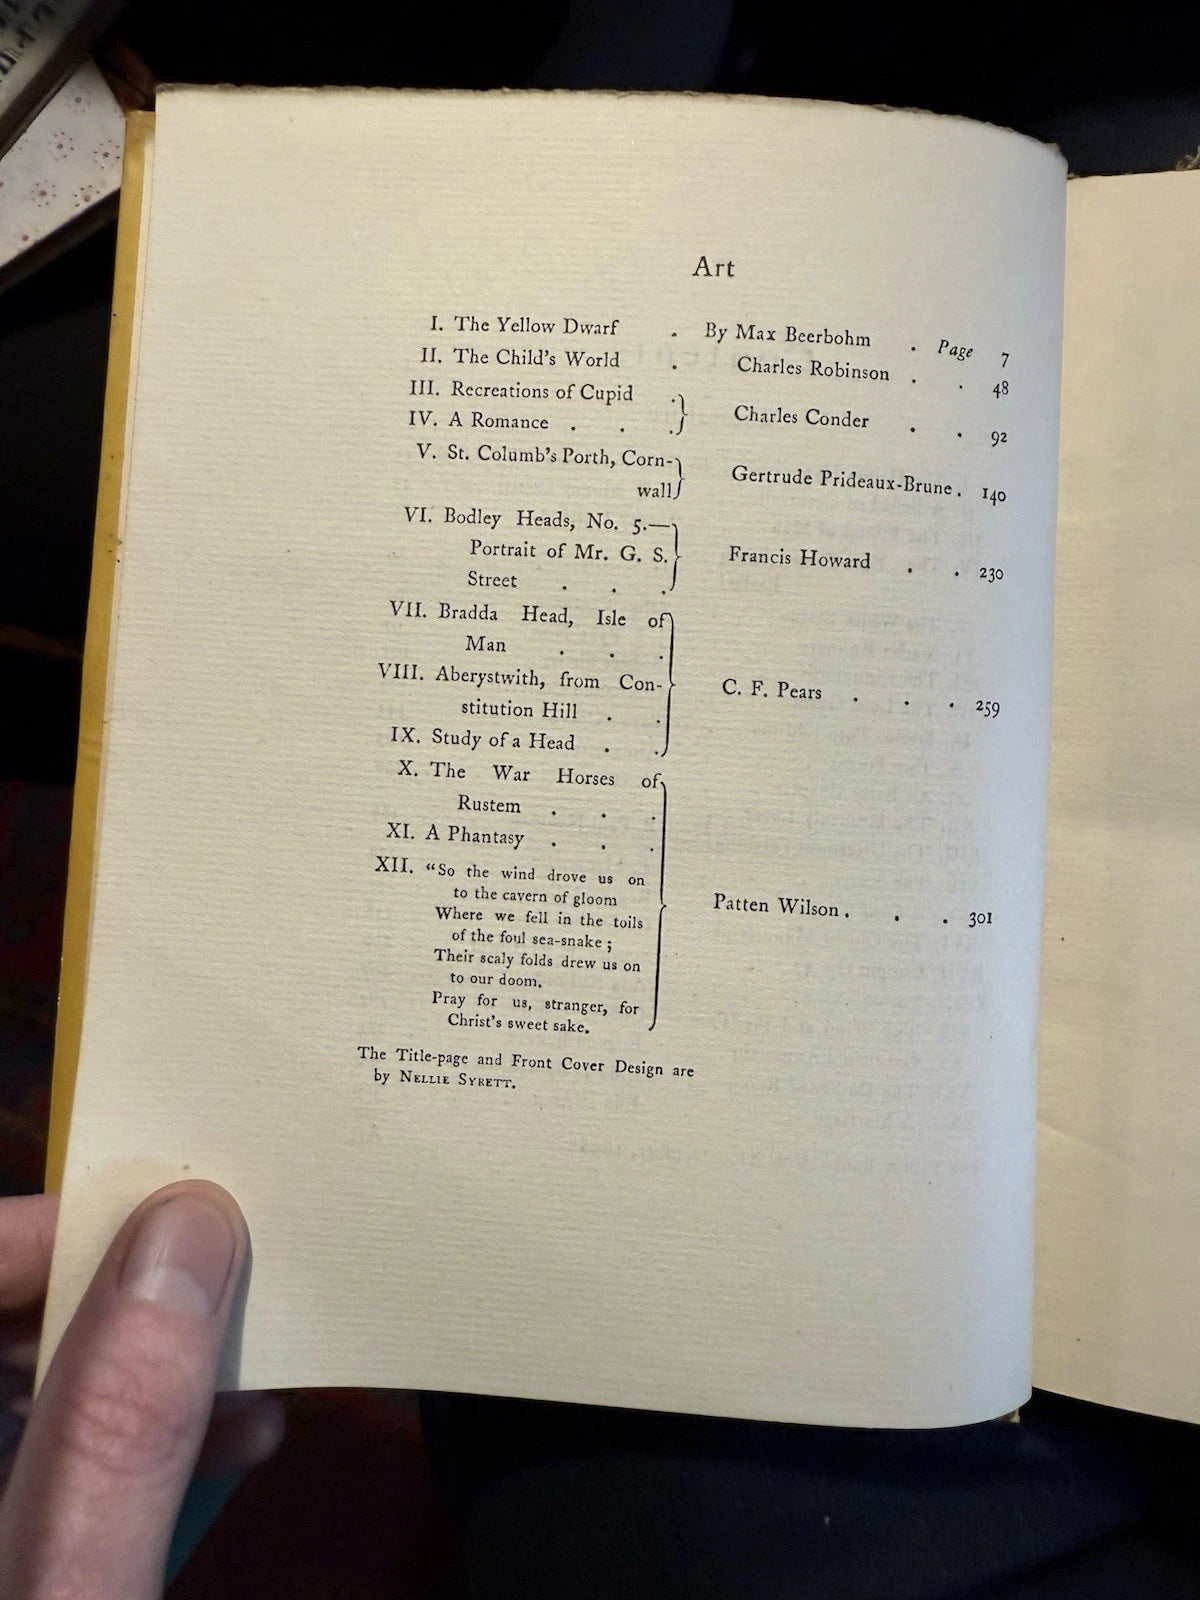 Art
I. The Yellow Dwarf . By Max Beerbohm . Page 7
II. The Child's World . Charles Robinson . . 48
III. Recreations of Cupid .
IV. A Romance . . . Charles Conder . . 92
V. St. Columb's Porth, Corn-
wall Gertrude Prideaux-Brune . 140
VI. Bodley Heads, No. 5.—
Portrait of Mr. G. S.
Street . . . Francis Howard . . 230
VII. Bradda Head, Isle of
Man . . .
VIII. Aberystwith, from Con-
stitution Hill . . C. F. Pears . . . 259
IX. Study of a Head . .
X. The War Horses of
Rustem . . .
XI. A Phantasy . . .
XII. “So the wind drove us on
to the cavern of gloom
Where we fell in the toils
of the foul sea-snake ; Patten Wilson . . . 301
Their scaly folds drew us on
to our doom.
Pray for us, stranger, for
Christ's sweet sake.
The Title-page and Front Cover Design are
by NELLIE SYRETT.